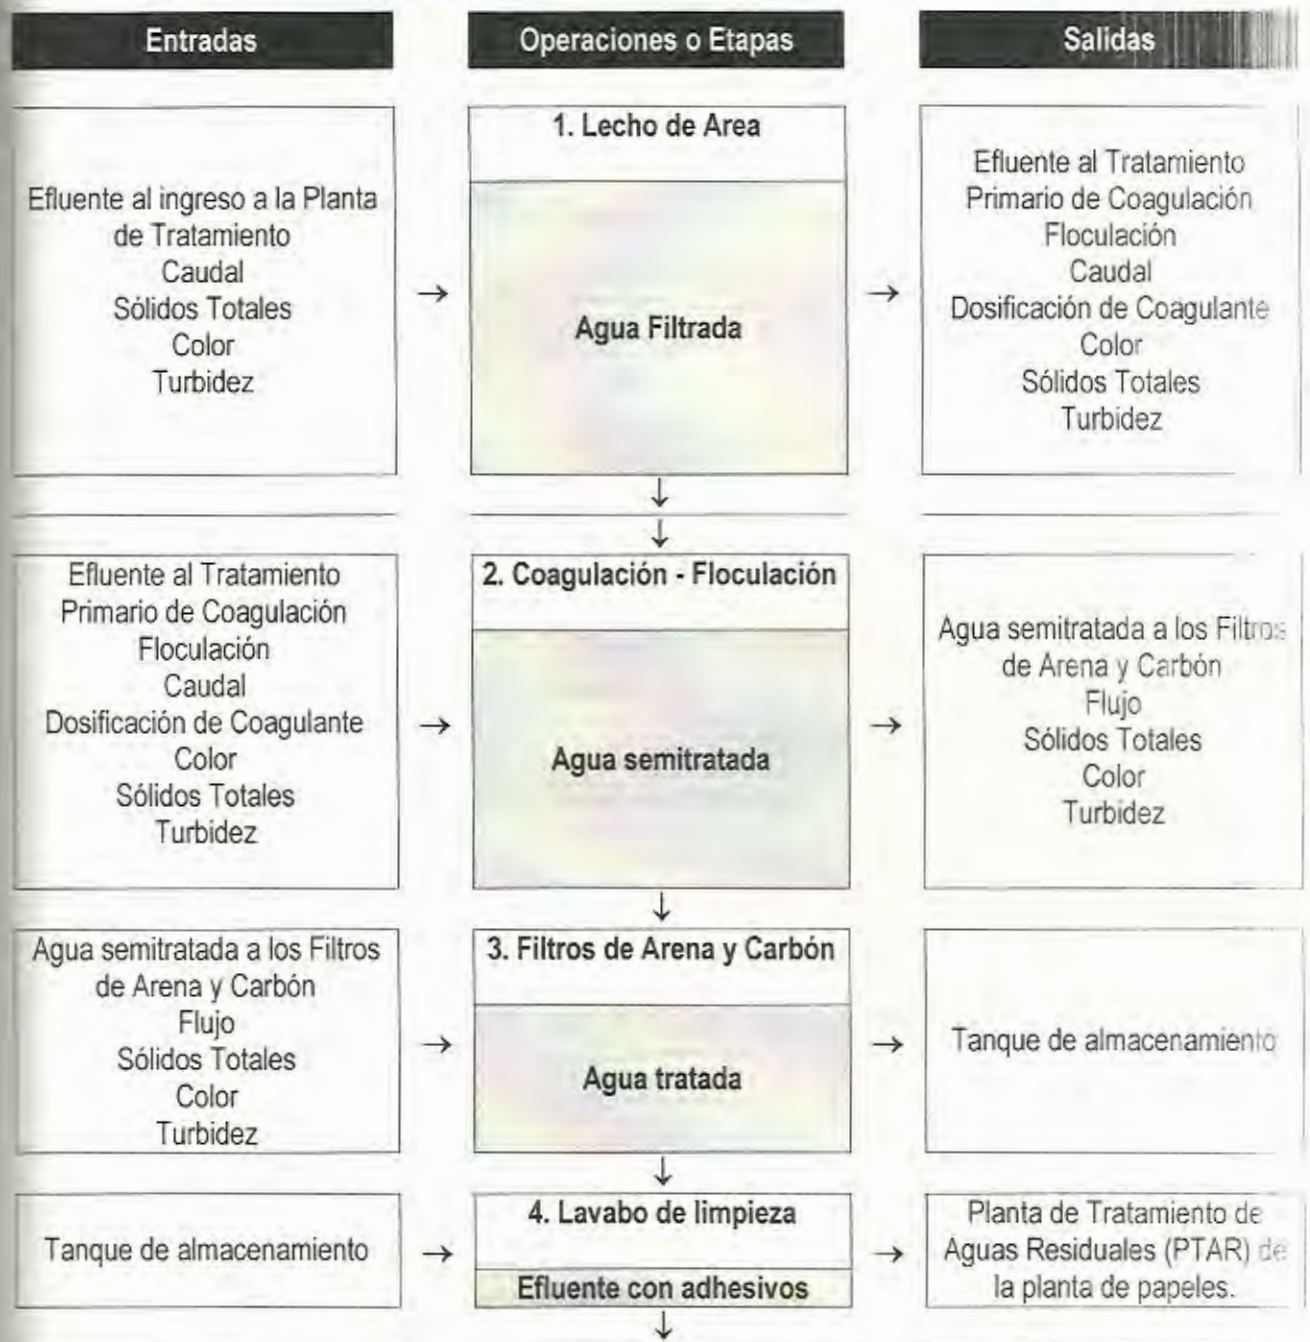 Entradas
Operaciones o Etapas
Salidas
Efluente al ingreso a la Planta
de Tratamiento
Caudal
Sólidos Totales
Color
Turbidez
→
1. Lecho de Area
Agua Filtrada
→
Efluente al Tratamiento
Primario de Coagulación
Floculación
Caudal
Dosificación de Coagulante
Color
Sólidos Totales
Turbidez
↓
↓
Efluente al Tratamiento
Primario de Coagulación
Floculación
Caudal
Dosificación de Coagulante
Color
Sólidos Totales
Turbidez
→
2. Coagulación - Floculación
Agua semitratada
→
Agua semitratada a los Filtros
de Arena y Carbón
Flujo
Sólidos Totales
Color
Turbidez
↓
Agua semitratada a los Filtros
de Arena y Carbón
Flujo
Sólidos Totales
Color
Turbidez
→
3. Filtros de Arena y Carbón
Agua tratada
→
Tanque de almacenamiento
↓
Tanque de almacenamiento
→
4. Lavabo de limpieza
Efluente con adhesivos
→
Planta de Tratamiento de
Aguas Residuales (PTAR) de
la planta de papeles.
↓